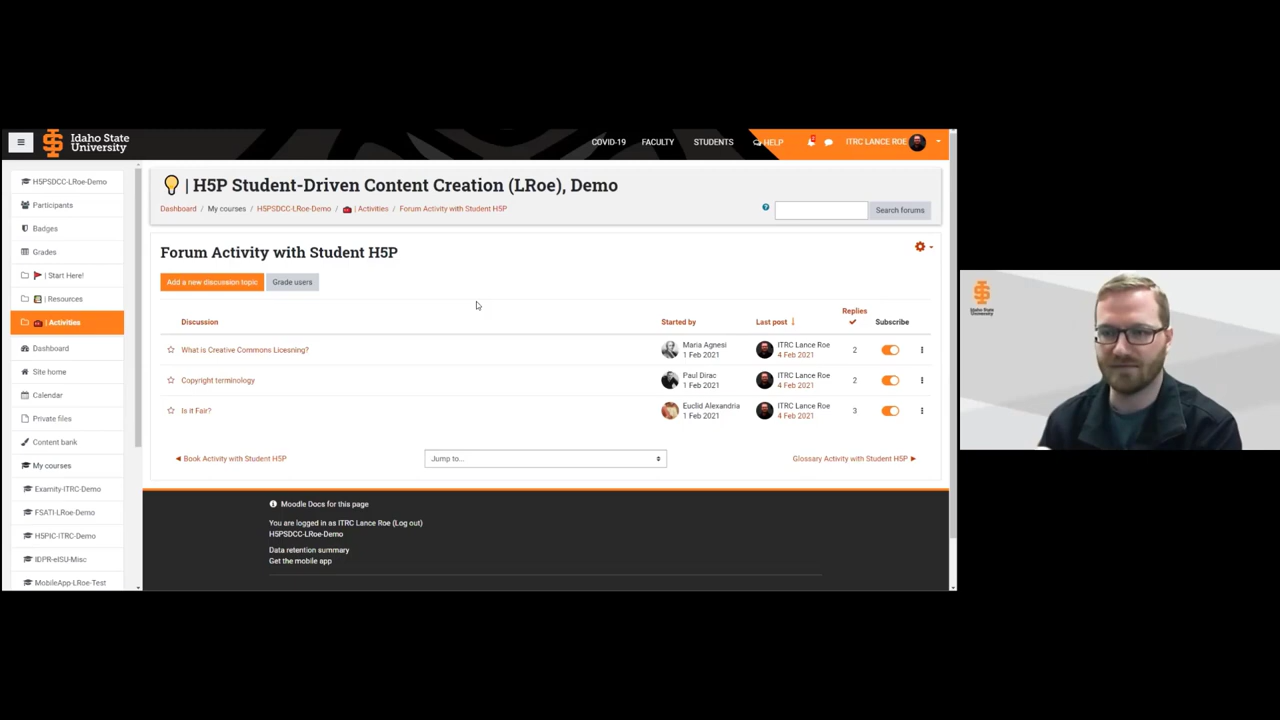 Idaho State
University
COVID-19 FACULTY STUDENTS HELP ITRC LANCE ROE
H5PSDCC-LRoe-Demo
Participants
Badges
Grades
| Start Here!
| Resources
| Activities
Dashboard
Site home
Calendar
Private files
Content bank
My courses
Examity-ITRC-Demo
FSATI-LRoe-Demo
H5PIC-ITRC-Demo
IDPR-eISU-Misc
MobileApp-LRoe-Test
| H5P Student-Driven Content Creation (LRoe), Demo
Dashboard / My courses / H5PSDCC-LRoe-Demo / | Activities / Forum Activity with Student H5P
Search forums
Forum Activity with Student H5P
Add a new discussion topic Grade users
Discussion Started by Last post ↓ Replies Subscribe
What is Creative Commons Licesning? Maria Agnesi ITRC Lance Roe 2
1 Feb 2021 4 Feb 2021
Copyright terminology Paul Dirac ITRC Lance Roe 2
1 Feb 2021 4 Feb 2021
Is it Fair? Euclid Alexandria ITRC Lance Roe 3
1 Feb 2021 4 Feb 2021
◄ Book Activity with Student H5P Jump to... Glossary Activity with Student H5P ►
Moodle Docs for this page
You are logged in as ITRC Lance Roe (Log out)
H5PSDCC-LRoe-Demo
Data retention summary
Get the mobile app
Idaho State
University